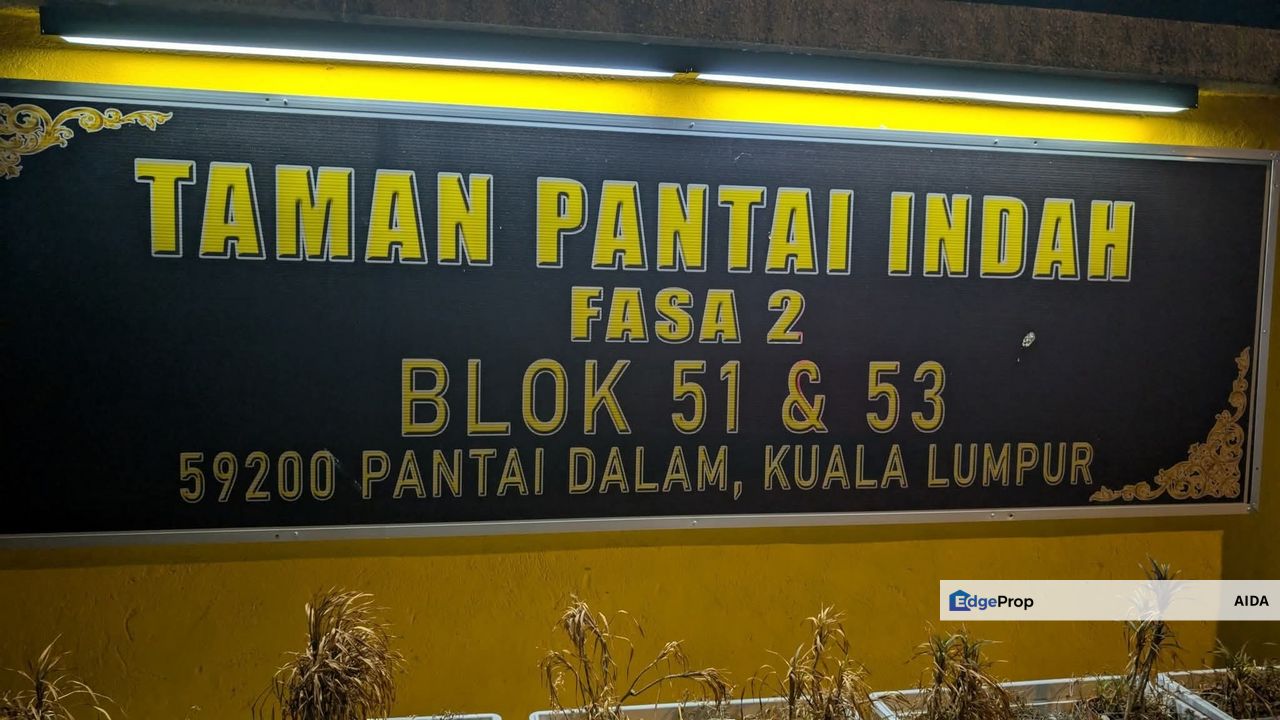 TAMAN PANTAI INDAH
FASA 2
BLOK 51 & 53
59200 PANTAI DALAM, KUALA LUMPUR
EdgeProp
AIDA